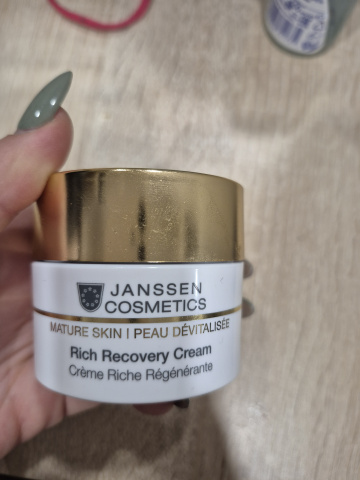 JANSSEN
COSMETICS
MATURE SKIN | PEAU DÉVITALISÉE
Rich Recovery Cream
Crème Riche Régénérante